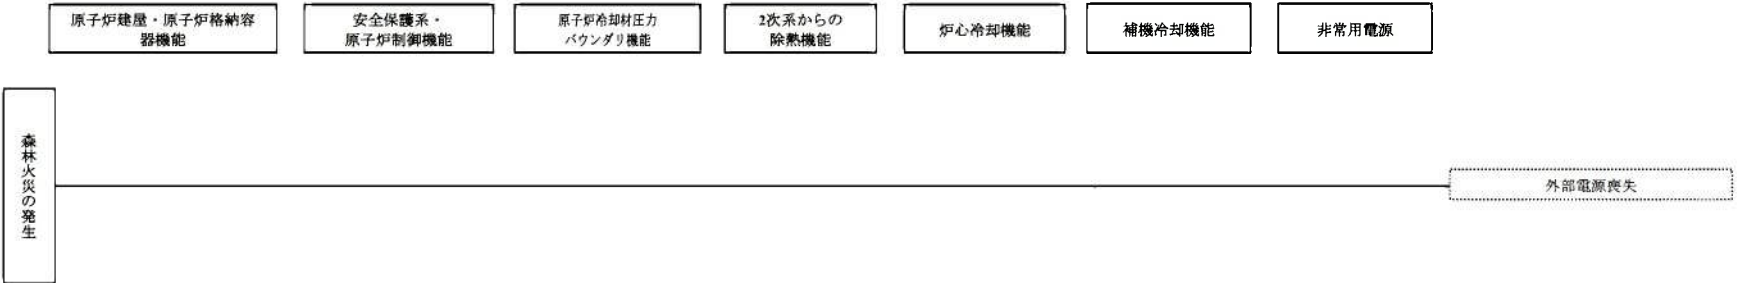 原子炉建屋・原子炉格納容
器機能
安全保護系・
原子炉制御機能
原子炉冷却材圧力
バウンダリ機能
2次系からの
除熱機能
炉心冷却機能
補機冷却機能
非常用電源
森林火災の発生
外部電源喪失